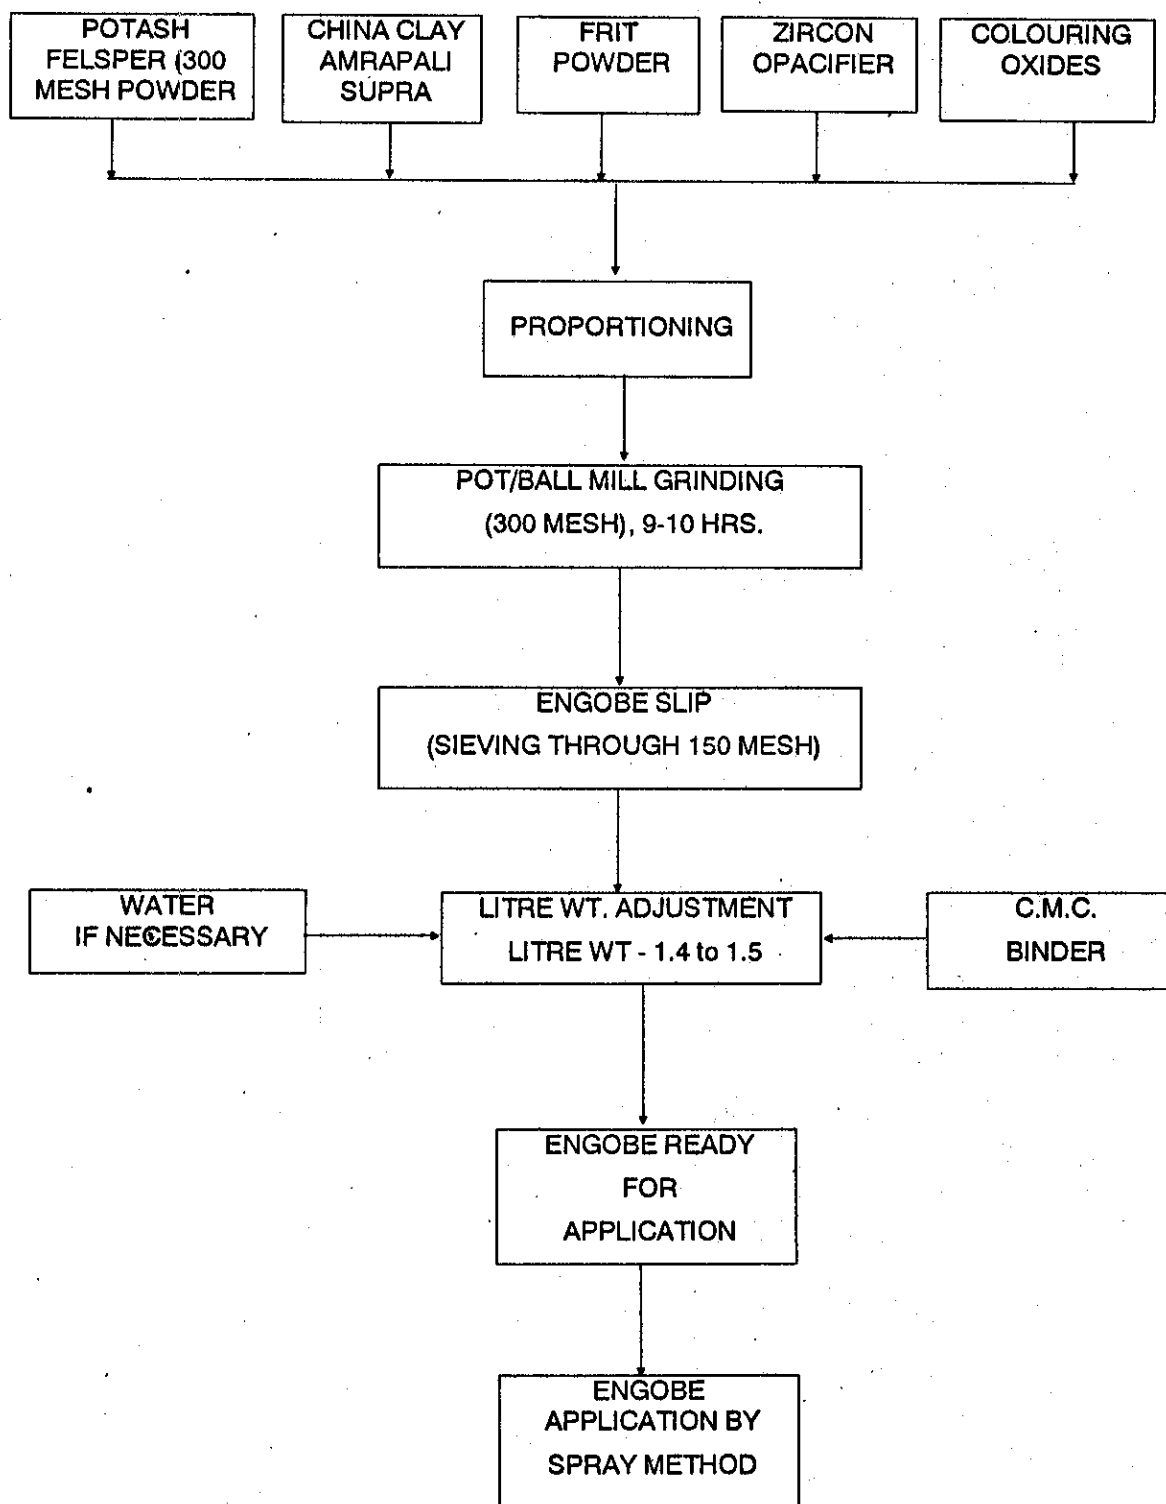 POTASH
FELSPER (300
MESH POWDER
CHINA CLAY
AMRAPALI
SUPRA
FRIT
POWDER
ZIRCON
OPACIFIER
COLOURING
OXIDES
PROPORTIONING
POT/BALL MILL GRINDING
(300 MESH), 9-10 HRS.
ENGOBE SLIP
(SIEVING THROUGH 150 MESH)
WATER
IF NECESSARY
LITRE WT. ADJUSTMENT
LITRE WT - 1.4 to 1.5
C.M.C.
BINDER
ENGOBE READY
FOR
APPLICATION
ENGOBE
APPLICATION BY
SPRAY METHOD